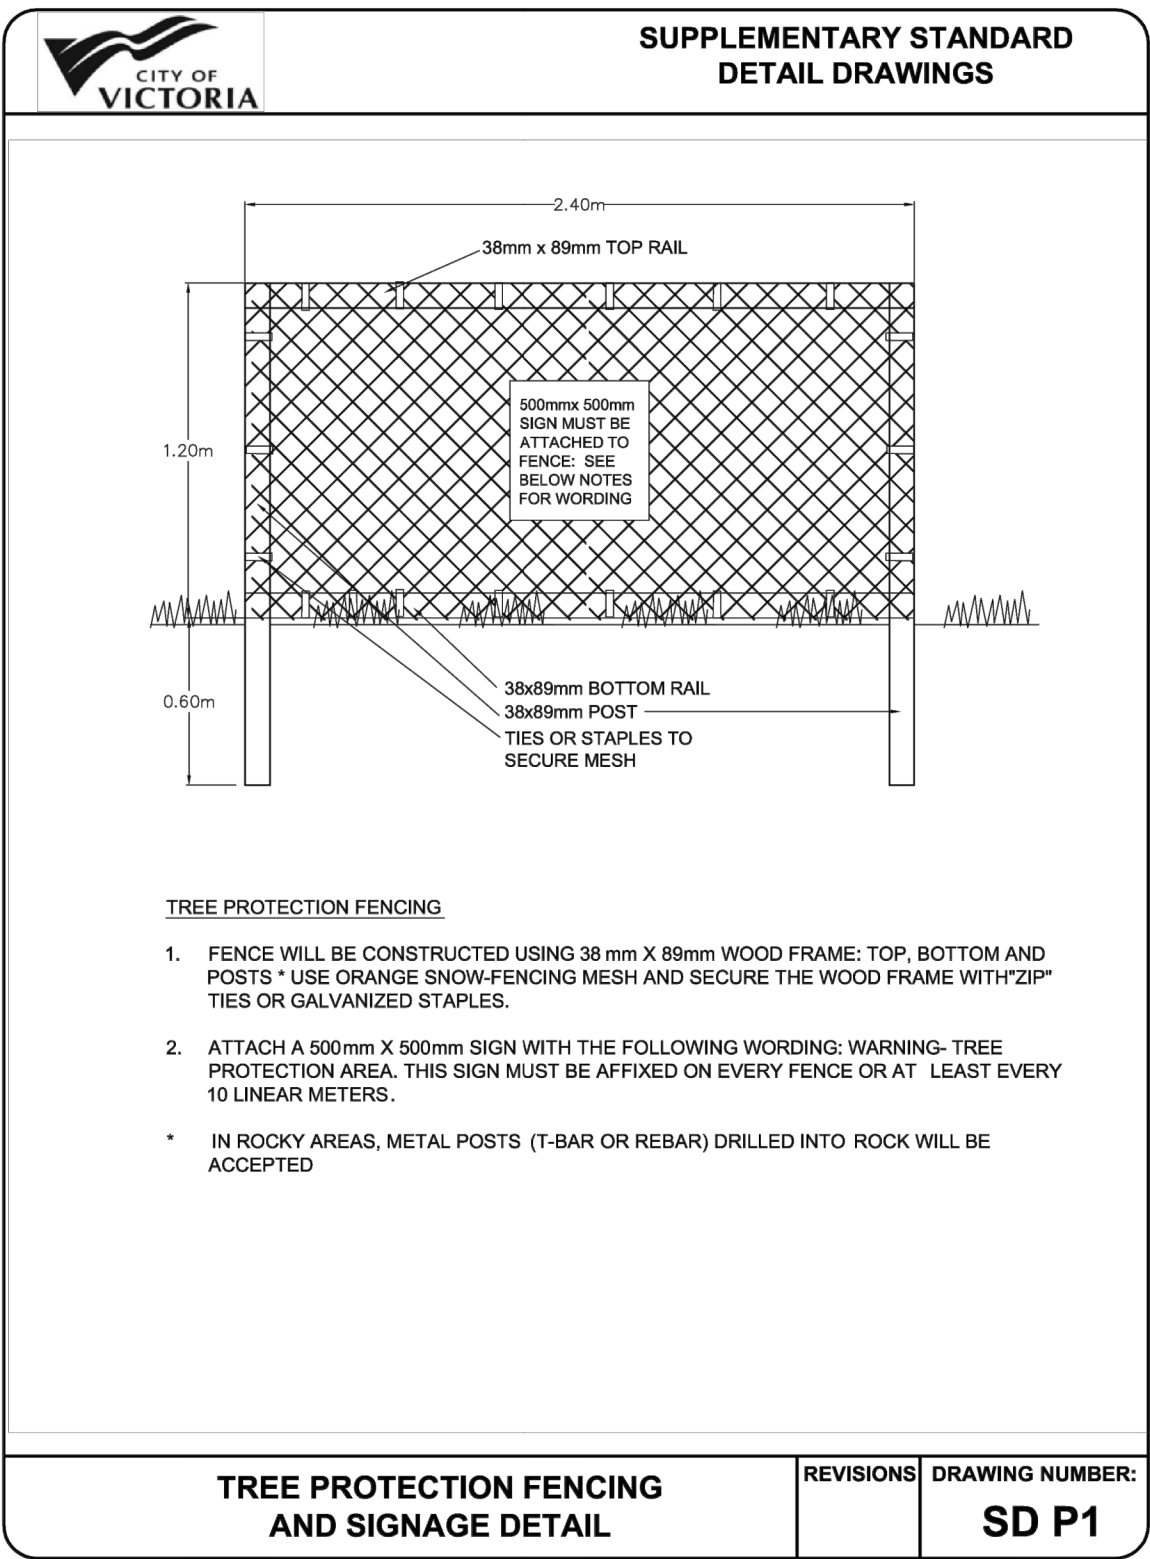 CITY OF
VICTORIA
SUPPLEMENTARY STANDARD
DETAIL DRAWINGS
2.40m
38mm x 89mm TOP RAIL
500mmx 500mm
SIGN MUST BE
ATTACHED TO
FENCE: SEE
BELOW NOTES
FOR WORDING
1.20m
0.60m
38x89mm BOTTOM RAIL
38x89mm POST
TIES OR STAPLES TO
SECURE MESH
TREE PROTECTION FENCING
1. FENCE WILL BE CONSTRUCTED USING 38 mm X 89mm WOOD FRAME: TOP, BOTTOM AND
POSTS * USE ORANGE SNOW-FENCING MESH AND SECURE THE WOOD FRAME WITH"ZIP"
TIES OR GALVANIZED STAPLES.
2. ATTACH A 500mm X 500mm SIGN WITH THE FOLLOWING WORDING: WARNING- TREE
PROTECTION AREA. THIS SIGN MUST BE AFFIXED ON EVERY FENCE OR AT LEAST EVERY
10 LINEAR METERS.
* IN ROCKY AREAS, METAL POSTS (T-BAR OR REBAR) DRILLED INTO ROCK WILL BE
ACCEPTED
TREE PROTECTION FENCING
AND SIGNAGE DETAIL
REVISIONS
DRAWING NUMBER:
SD P1